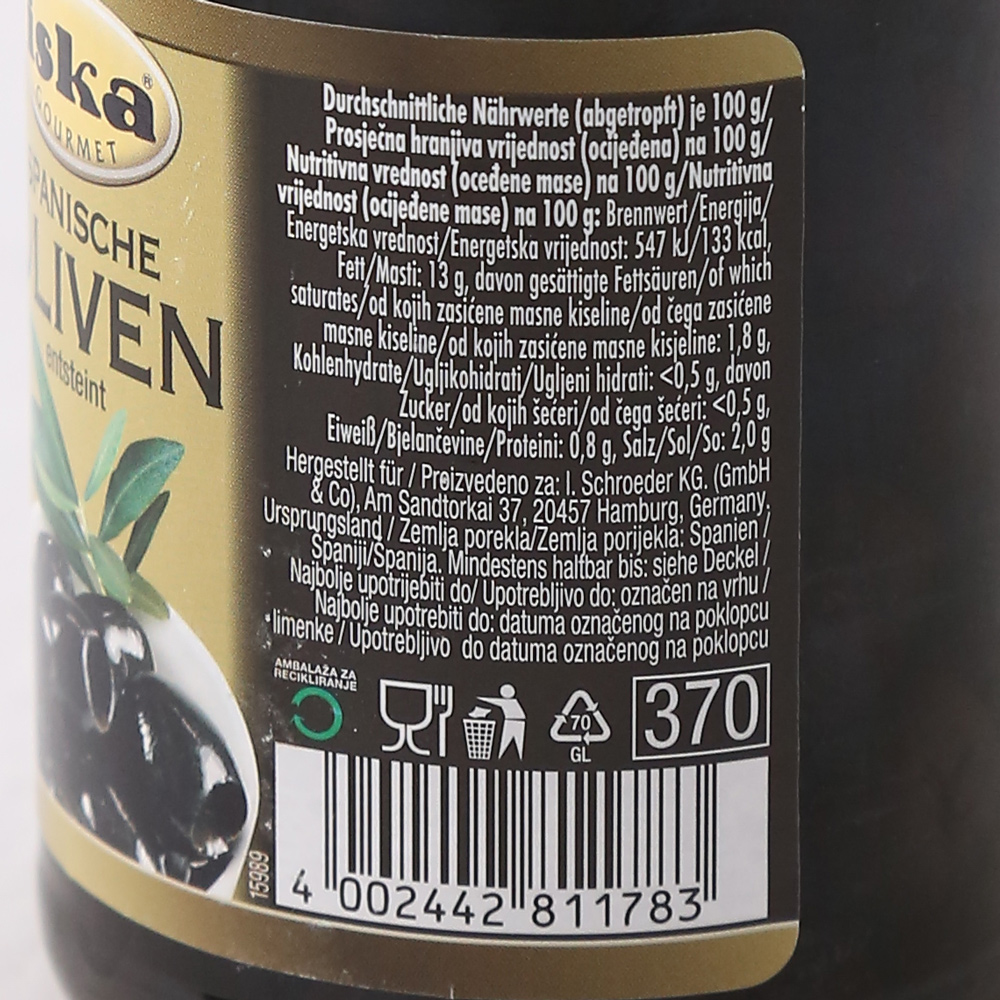 iska®
GOURMET
SPANISCHE
OLIVEN
entsteint
Durchschnittliche Nährwerte (abgetropft) je 100 g/
Prosječna hranjiva vrijednost (ocijeđena) na 100 g/
Nutritivna vrednost (oceđene mase) na 100 g/Nutritivna
vrijednost (ocijeđene mase) na 100 g: Brennwert/Energija/
Energetska vrednost/Energetska vrijednost: 547 kJ/133 kcal,
Fett/Masti: 13 g, davon gesättigte Fettsäuren/of which
saturates/od kojih zasićene masne kiseline/od čega zasićene
masne kiseline/od kojih zasićene masne kisjeline: 1,8 g,
Kohlenhydrate/Ugljikohidrati/Ugljeni hidrati: <0,5 g, davon
Zucker/od kojih šećeri/od čega šećeri: <0,5 g,
Eiweiß/Bjelančevine/Proteini: 0,8 g, Salz/Sol/So: 2,0 g
Hergestellt für / Proizvedeno za: I. Schroeder KG. (GmbH
& Co), Am Sandtorkai 37, 20457 Hamburg, Germany.
Ursprungsland / Zemlja porekla/Zemlja porijekla: Spanien /
Španiji/Španija. Mindestens haltbar bis: siehe Deckel /
Najbolje upotrijebiti do/ Upotrebljivo do: označen na vrhu /
Najbolje upotrebiti do: datuma označenog na poklopcu
limenke / Upotrebljivo do datuma označenog na poklopcu
AMBALAŽA ZA
RECIKLIRANJE
70
GL
370
15989
4 002442 811783